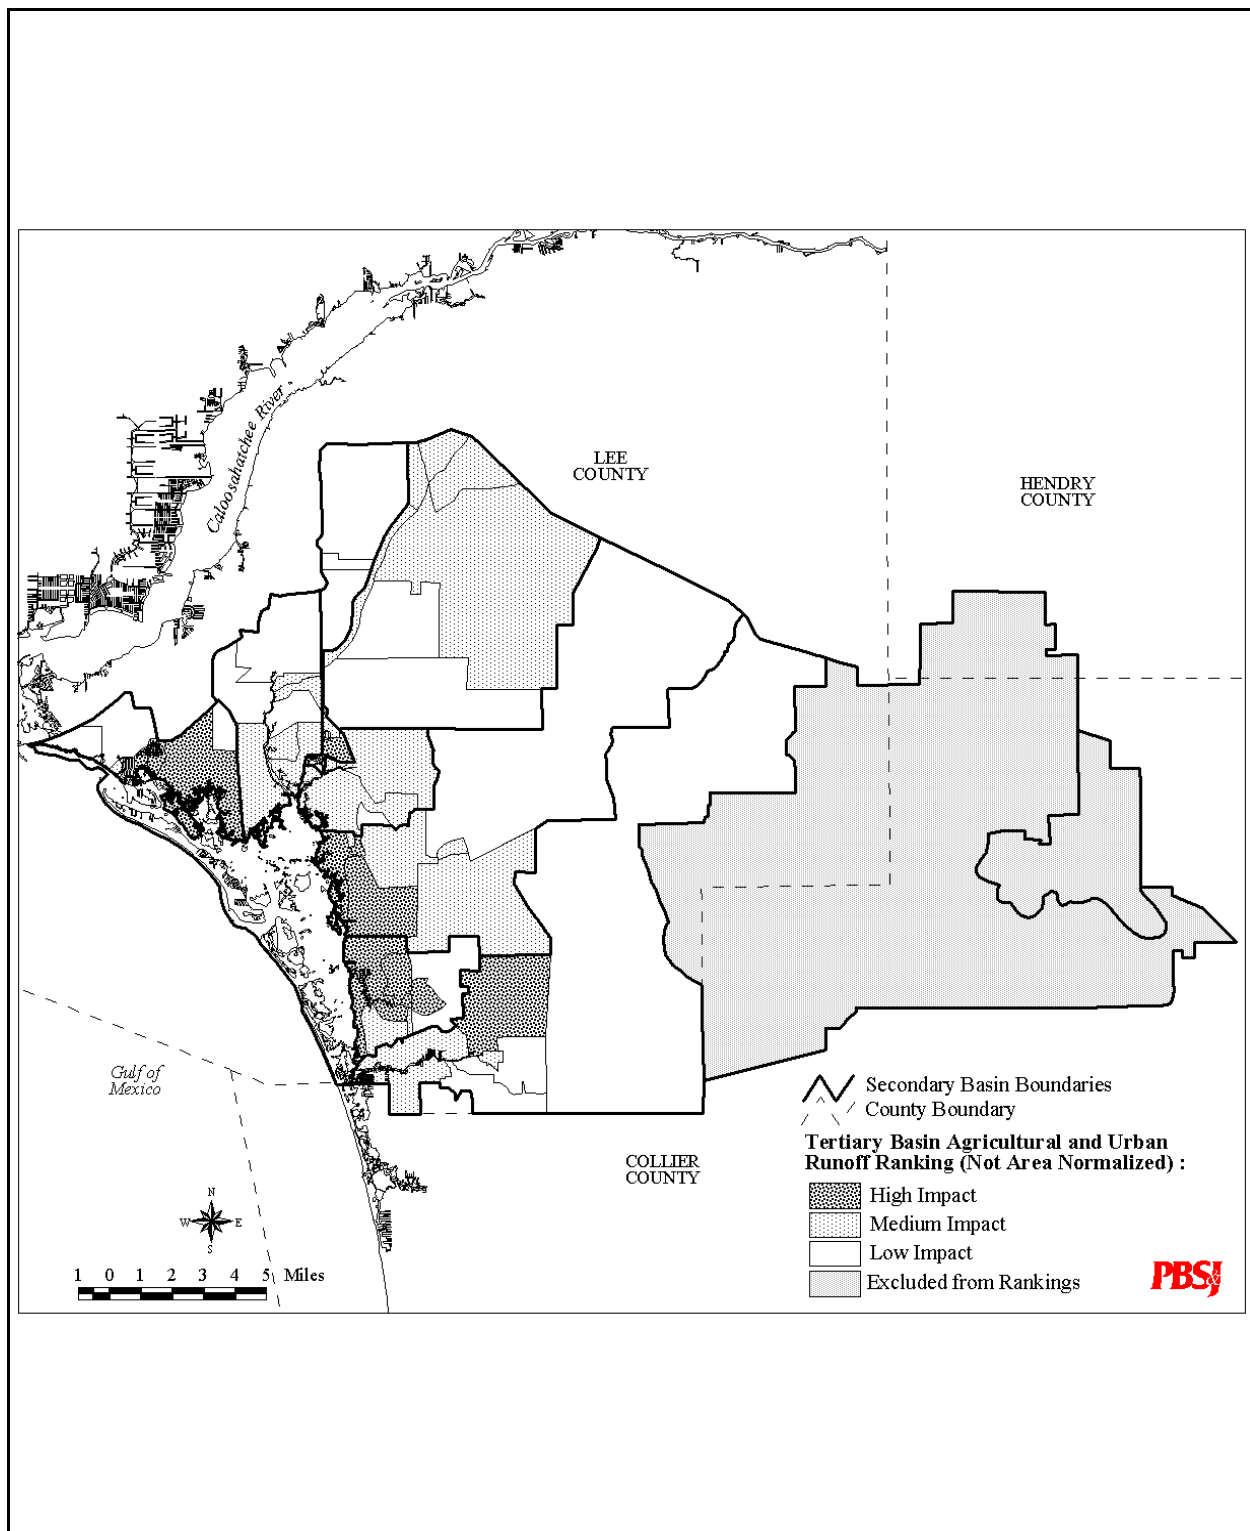 Caloosahatchee River
LEE
COUNTY
HENDRY
COUNTY
Gulf of
Mexico
COLLIER
COUNTY
Secondary Basin Boundaries
County Boundary
Tertiary Basin Agricultural and Urban
Runoff Ranking (Not Area Normalized) :
High Impact
Medium Impact
Low Impact
Excluded from Rankings
N
W E
S
1 0 1 2 3 4 5 Miles
PBS&J